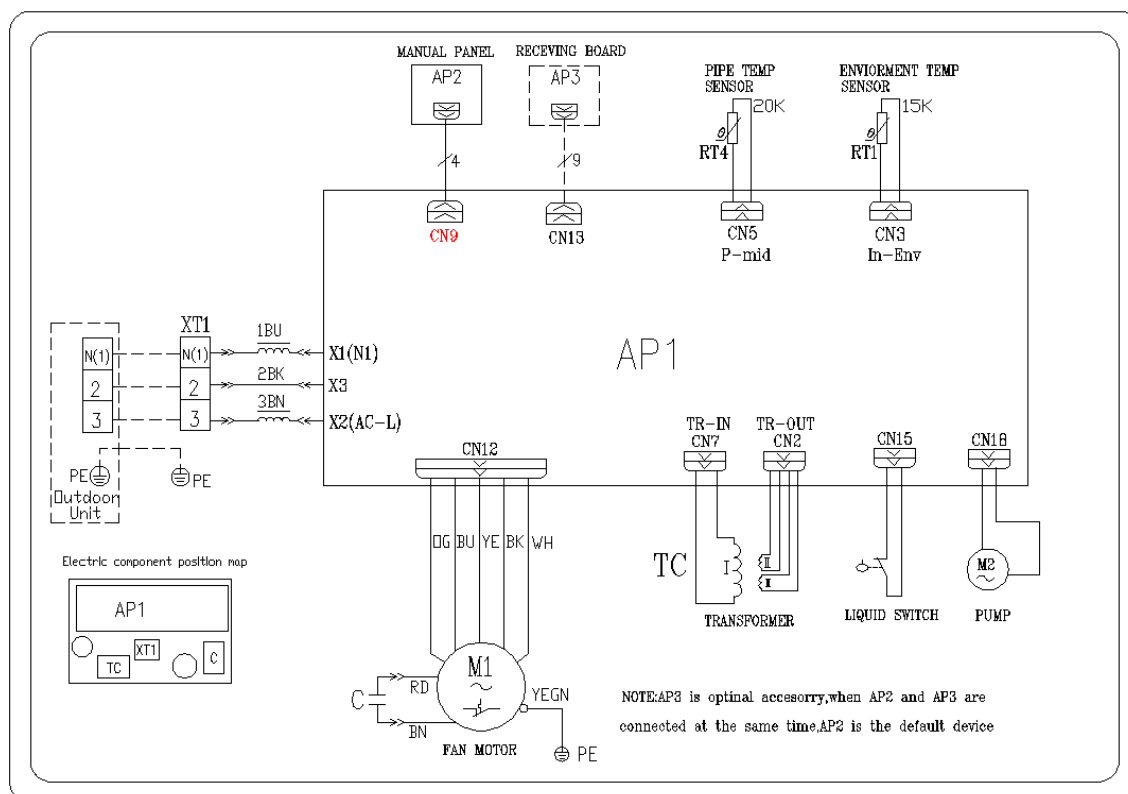 MANUAL PANEL
RECEVING BOARD
AP2
AP3
PIPE TEMP
SENSOR
ENVIORMENT TEMP
SENSOR
20K
15K
θ
RT4
θ
RT1
4
9
CN9
CN13
CN5
P-mid
CN3
In-Env
XT1
N(1)
2
3
N(1)
2
3
1BU
2BK
3BN
X1(N1)
X3
X2(AC-L)
AP1
PE
PE
Outdoor
Unit
CN12
TR-IN
CN7
TR-OUT
CN2
CN15
CN18
OG
BU
YE
BK
WH
TC
I
II
II
TRANSFORMER
LIQUID SWITCH
M2
~
PUMP
Electric component position map
AP1
XT1
TC
C
C
RD
BN
M1
~
YEGN
PE
FAN MOTOR
NOTE:AP3 is optinal accesorry,when AP2 and AP3 are
connected at the same time,AP2 is the default device